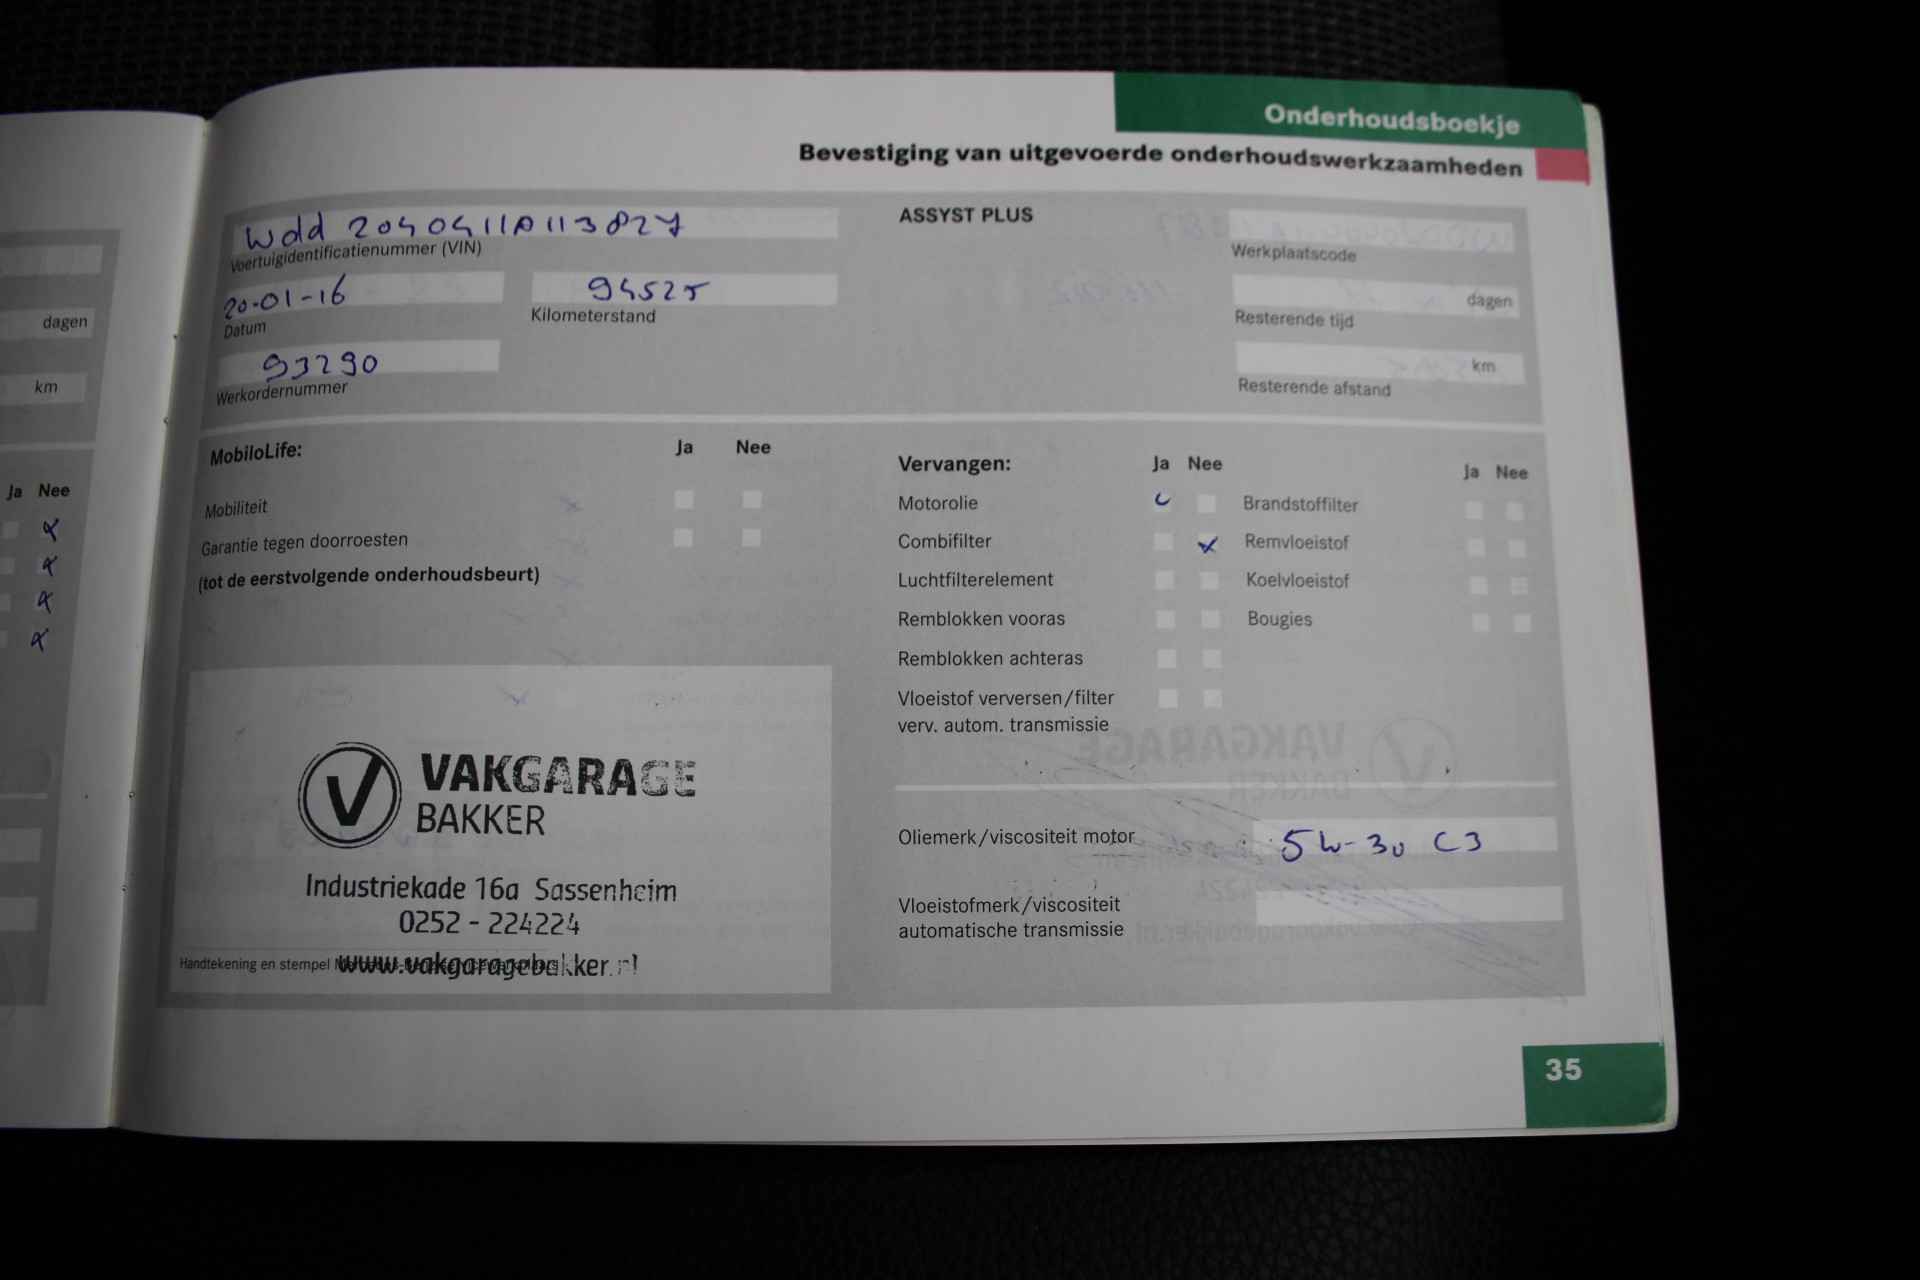 Onderhoudsboekje
Bevestiging van uitgevoerde onderhoudswerkzaamheden
dagen
km
Ja Nee
Wdd 2040411A113827
Voertuigidentificatienummer (VIN)
20-01-16
Datum
94525
Kilometerstand
93290
Werkordernummer
ASSYST PLUS
Werkplaatscode
dagen
Resterende tijd
km
Resterende afstand
MobiloLife: Ja Nee
Mobiliteit
Garantie tegen doorroesten
(tot de eerstvolgende onderhoudsbeurt)
VAKGARAGE
BAKKER
Industriekade 16a Sassenheim
0252 - 224224
www.vakgaragebakker.nl
Handtekening en stempel
Vervangen: Ja Nee Ja Nee
Motorolie Brandstoffilter
Combifilter Remvloeistof
Luchtfilterelement Koelvloeistof
Remblokken vooras Bougies
Remblokken achteras
Vloeistof verversen/filter
verv. autom. transmissie
Oliemerk/viscositeit motor 5W-30 C3
Vloeistofmerk/viscositeit
automatische transmissie
35